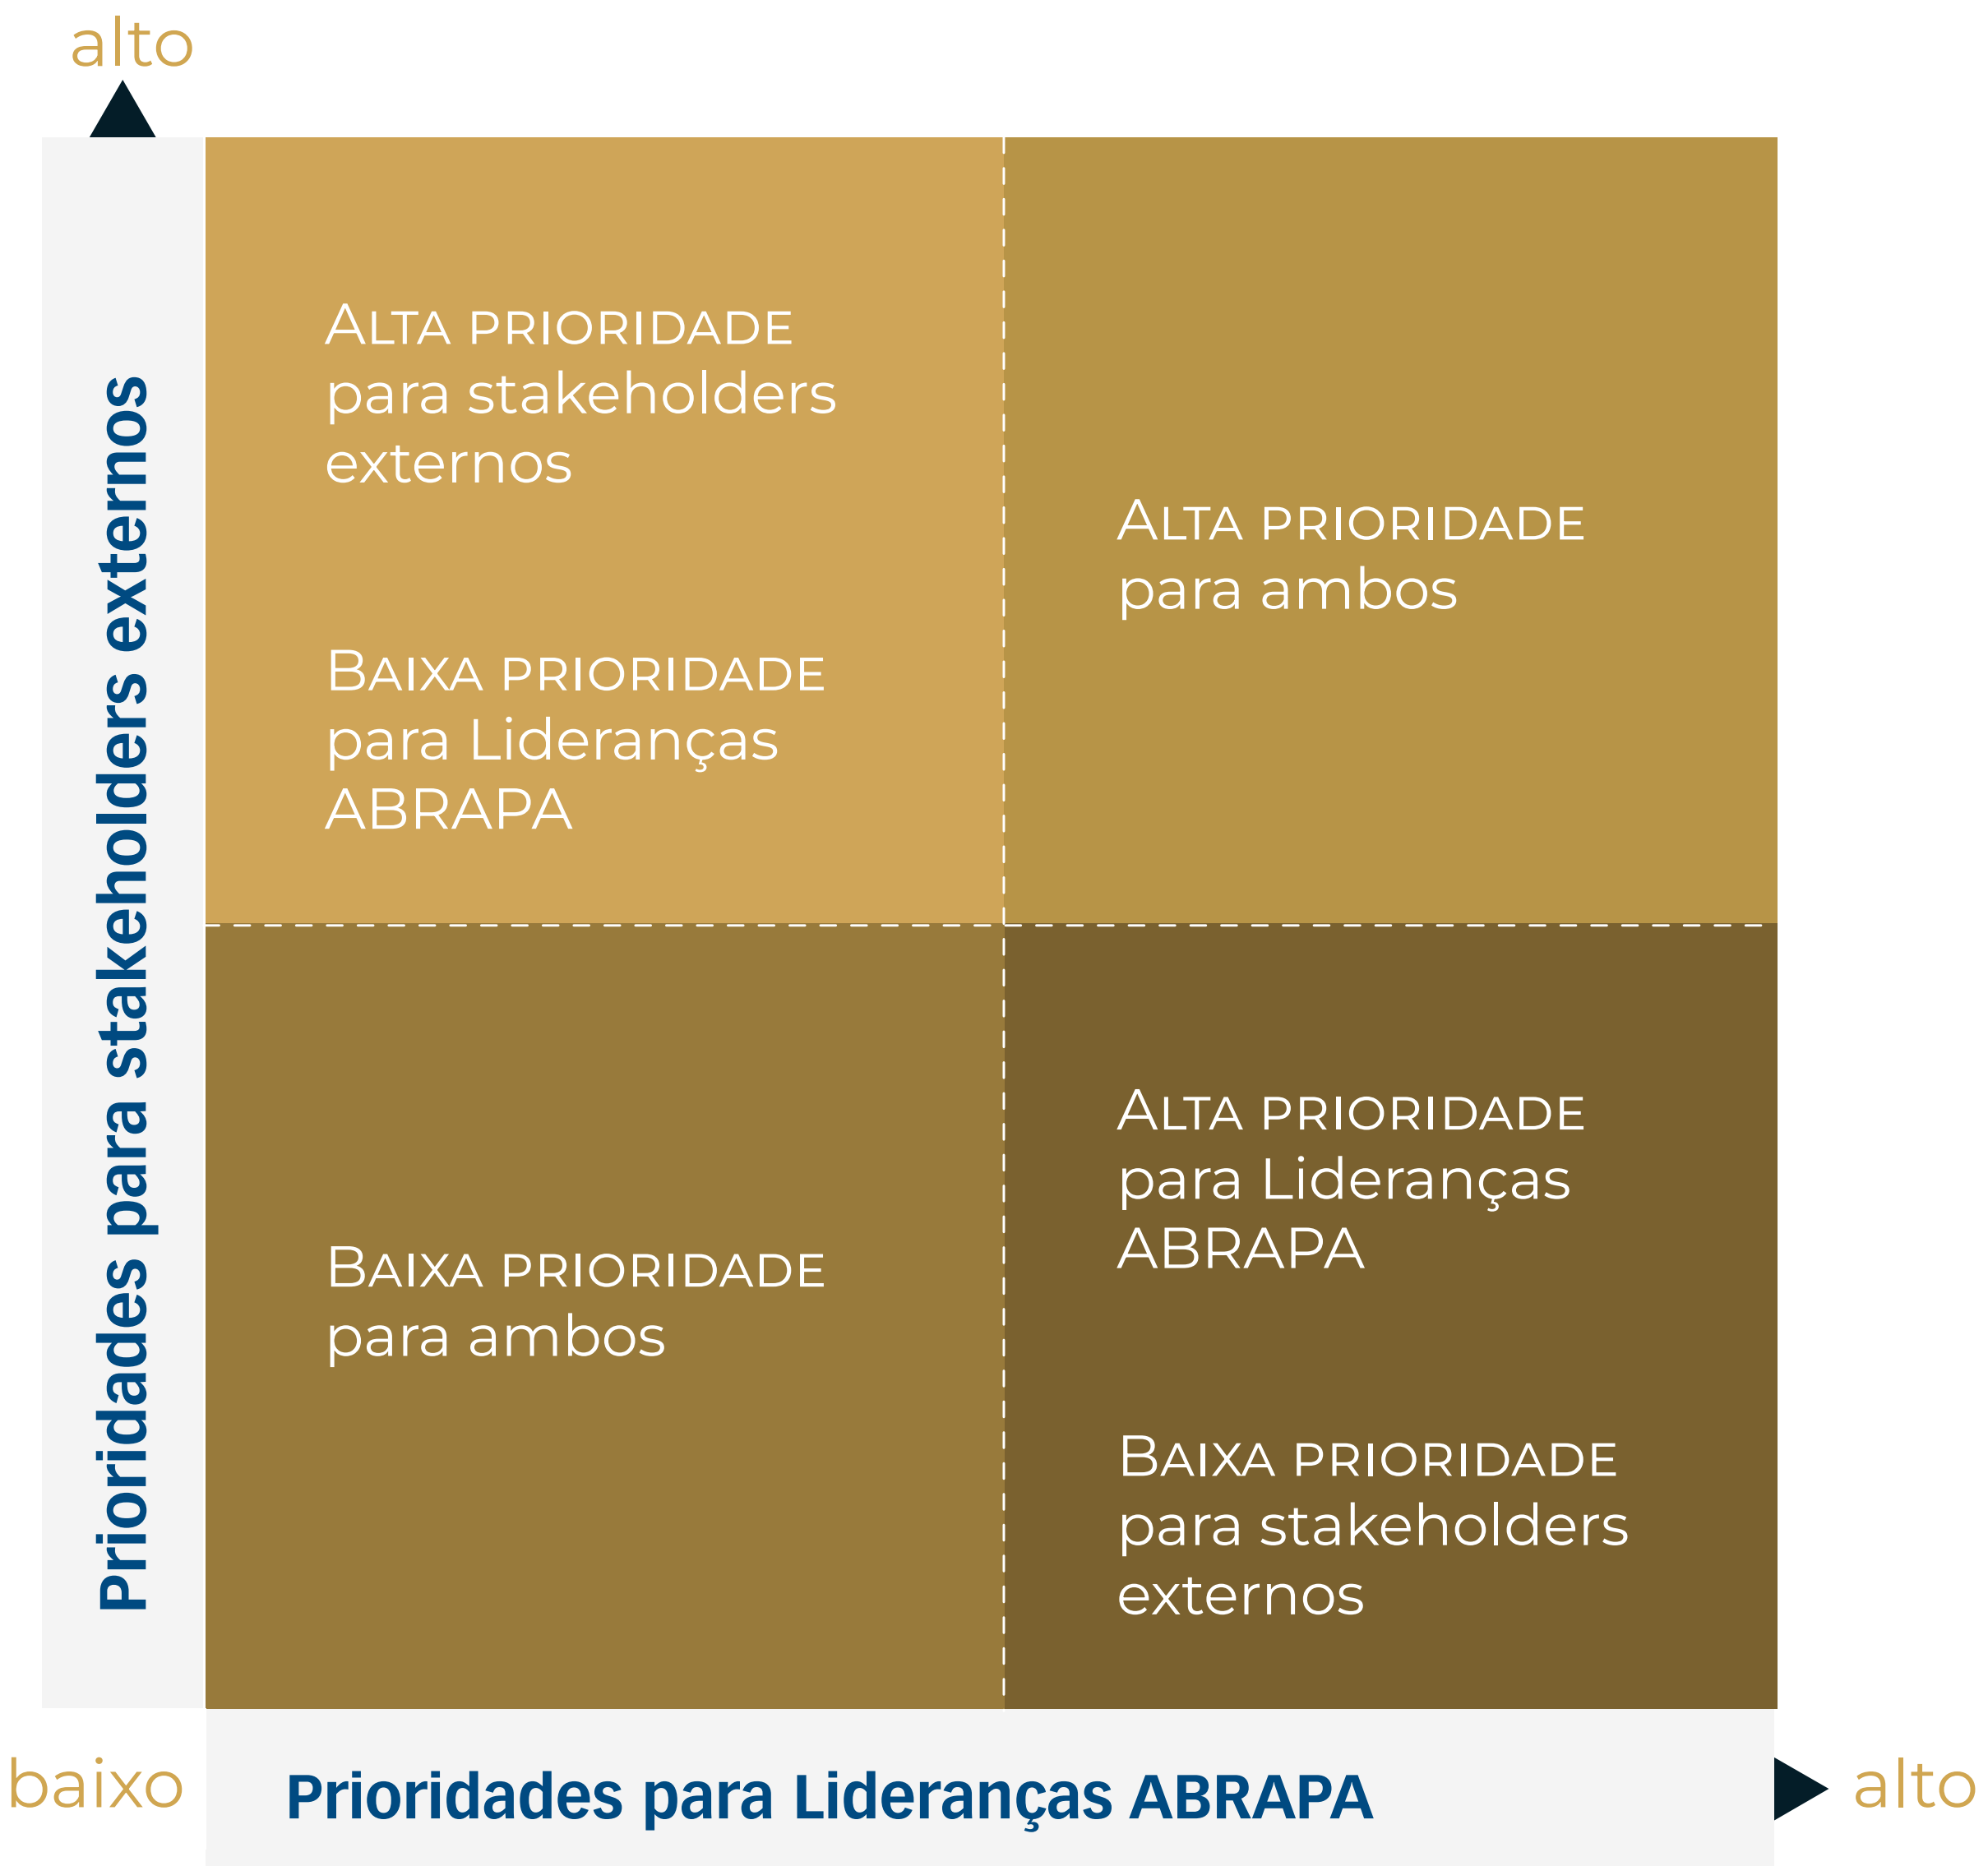 alto
Prioridades para stakeholders externos
Alta prioridade
para stakeholders
externos
Baixa prioridade
para Lideranças
ABRAPA
Alta prioridade
para ambos
Baixa prioridade
para ambos
Alta prioridade
para Lideranças
ABRAPA
Baixa prioridade
para stakeholders
externos
baixo
Prioridades para Lideranças ABRAPA
alto